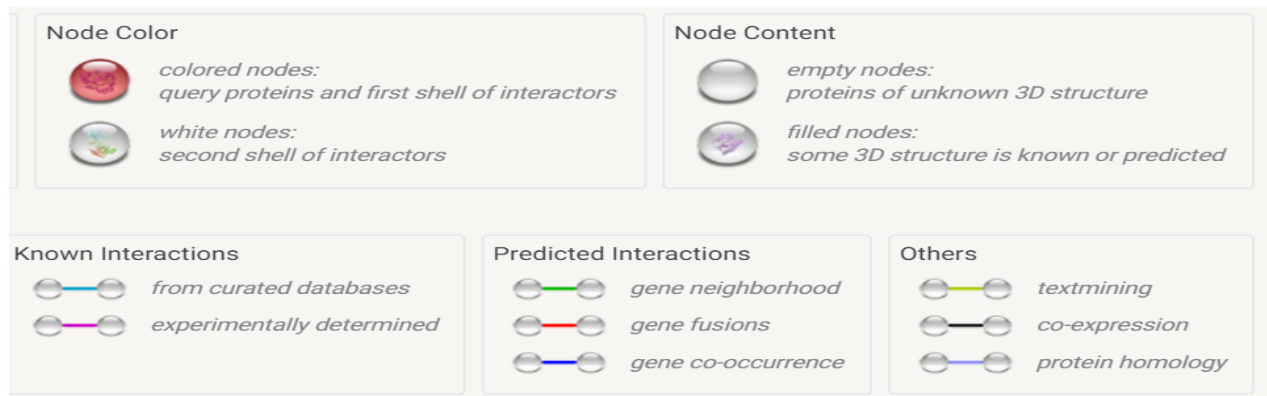 Node Color
colored nodes:
query proteins and first shell of interactors
white nodes:
second shell of interactors
Node Content
empty nodes:
proteins of unknown 3D structure
filled nodes:
some 3D structure is known or predicted
Known Interactions
from curated databases
experimentally determined
Predicted Interactions
gene neighborhood
gene fusions
gene co-occurrence
Others
textmining
co-expression
protein homology